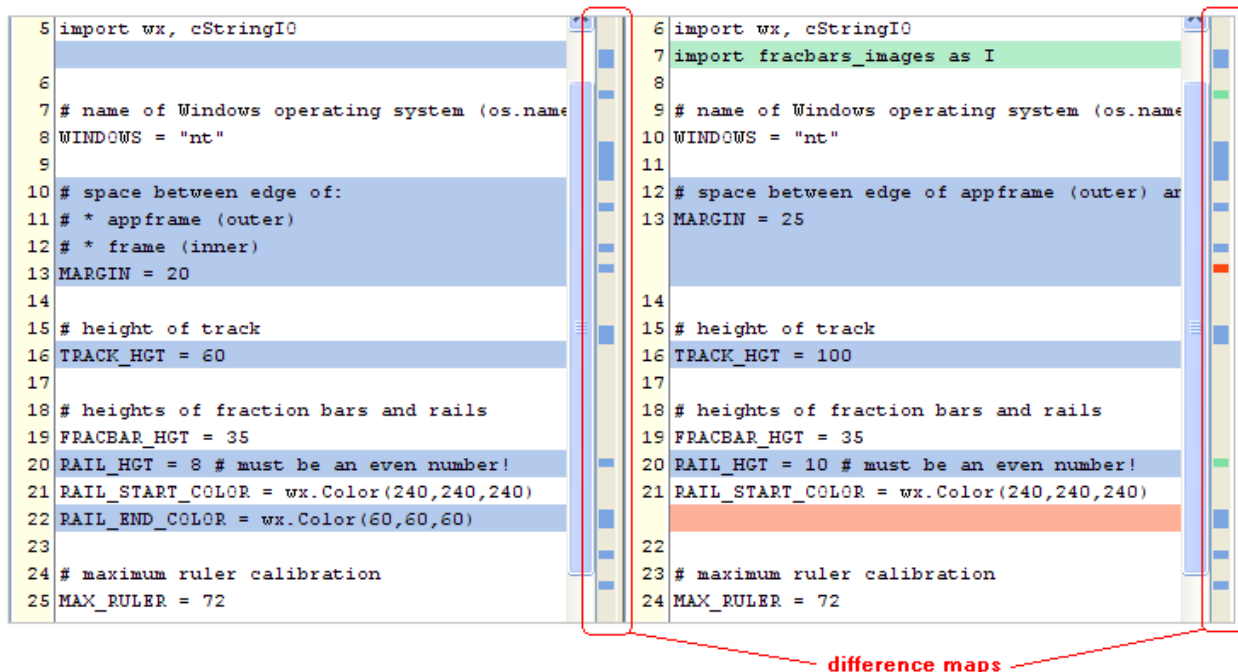 5 import wx, cStringIO
6
7 # name of Windows operating system (os.name
8 WINDOWS = "nt"
9
10 # space between edge of:
11 # * appframe (outer)
12 # * frame (inner)
13 MARGIN = 20
14
15 # height of track
16 TRACK_HGT = 60
17
18 # heights of fraction bars and rails
19 FRACBAR_HGT = 35
20 RAIL_HGT = 8 # must be an even number!
21 RAIL_START_COLOR = wx.Color(240,240,240)
22 RAIL_END_COLOR = wx.Color(60,60,60)
23
24 # maximum ruler calibration
25 MAX_RULER = 72
6 import wx, cStringIO
7 import fracbars_images as I
8
9 # name of Windows operating system (os.name
10 WINDOWS = "nt"
11
12 # space between edge of appframe (outer) an
13 MARGIN = 25
14
15 # height of track
16 TRACK_HGT = 100
17
18 # heights of fraction bars and rails
19 FRACBAR_HGT = 35
20 RAIL_HGT = 10 # must be an even number!
21 RAIL_START_COLOR = wx.Color(240,240,240)
22
23 # maximum ruler calibration
24 MAX_RULER = 72
difference maps